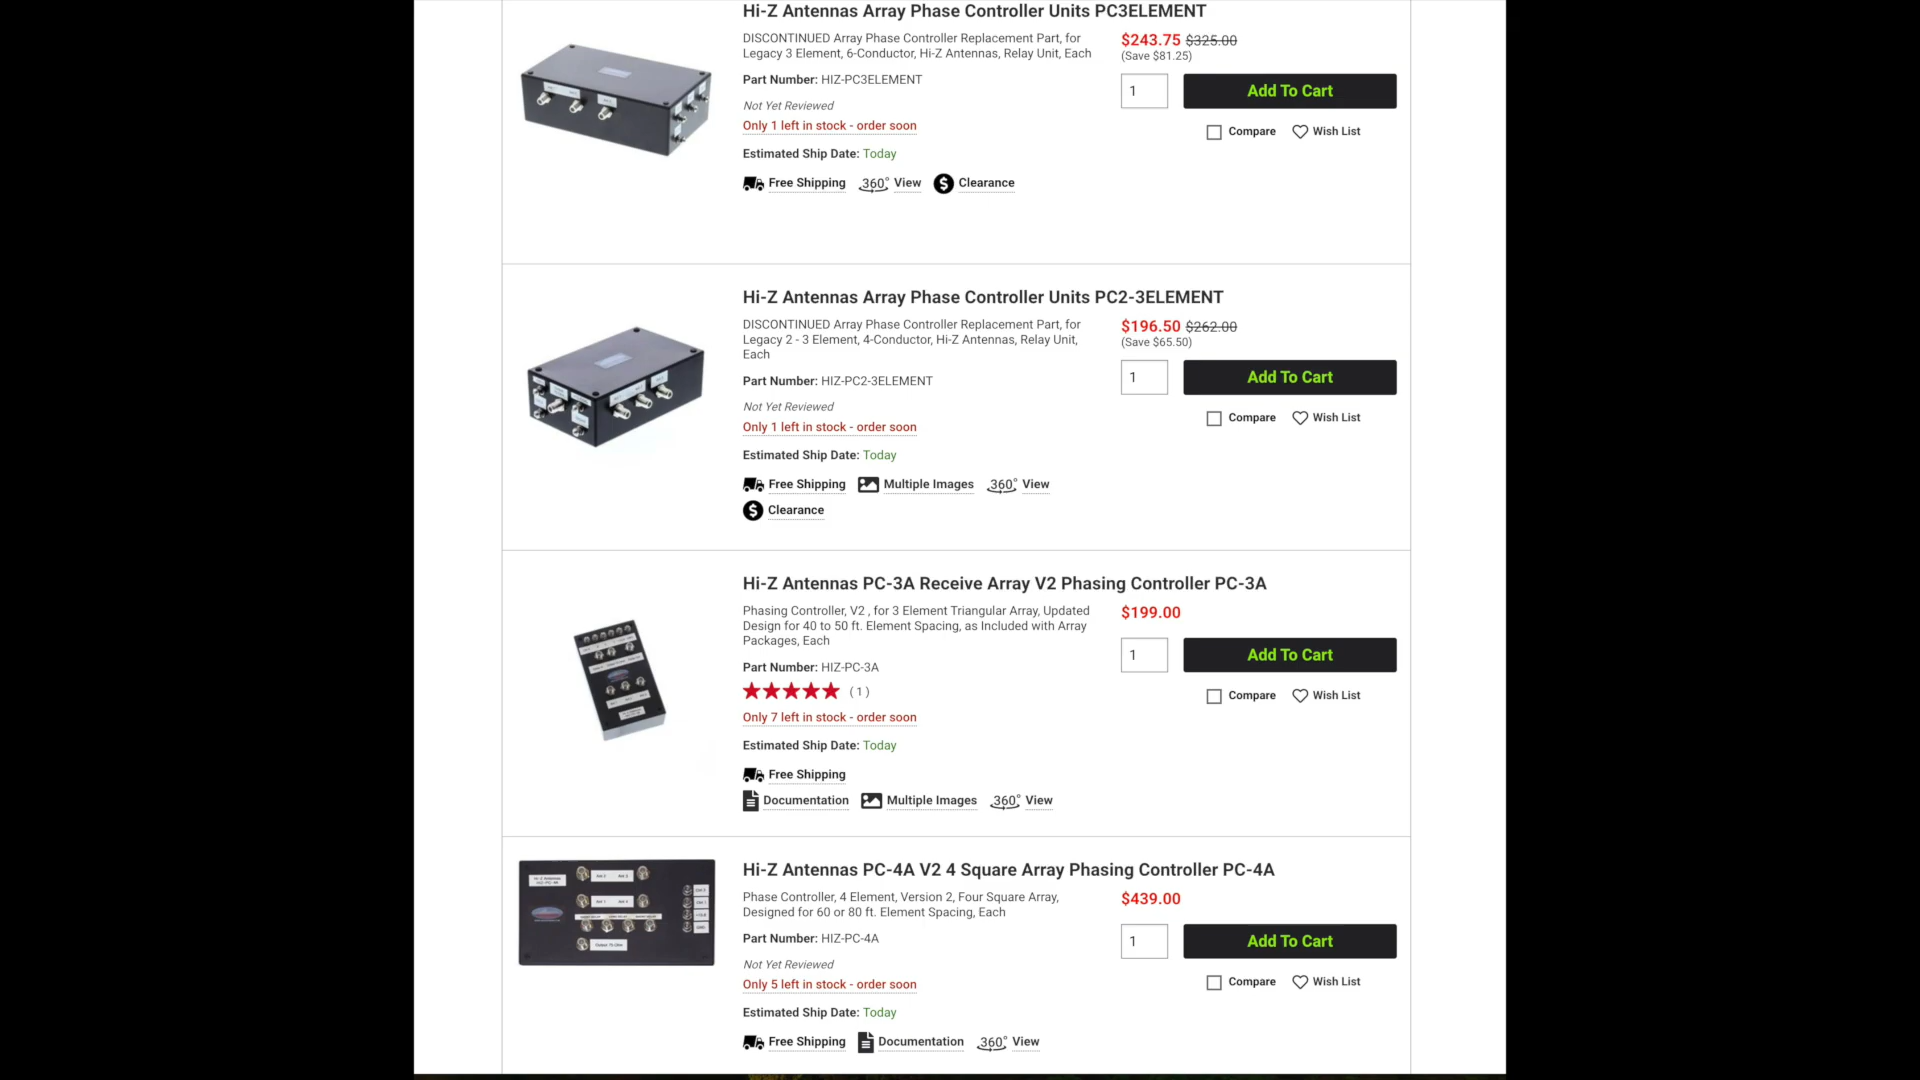 Hi-Z Antennas Array Phase Controller Units PC3ELEMENT
DISCONTINUED Array Phase Controller Replacement Part, for
Legacy 3 Element, 6-Conductor, Hi-Z Antennas, Relay Unit, Each
$243.75 $325.00
(Save $81.25)
Part Number: HIZ-PC3ELEMENT
1
Add To Cart
Not Yet Reviewed
Only 1 left in stock - order soon
Compare Wish List
Estimated Ship Date: Today
Free Shipping 360° View Clearance
Hi-Z Antennas Array Phase Controller Units PC2-3ELEMENT
DISCONTINUED Array Phase Controller Replacement Part, for
Legacy 2 - 3 Element, 4-Conductor, Hi-Z Antennas, Relay Unit,
Each
$196.50 $262.00
(Save $65.50)
Part Number: HIZ-PC2-3ELEMENT
1
Add To Cart
Not Yet Reviewed
Only 1 left in stock - order soon
Compare Wish List
Estimated Ship Date: Today
Free Shipping Multiple Images 360° View
Clearance
Hi-Z Antennas PC-3A Receive Array V2 Phasing Controller PC-3A
Phasing Controller, V2 , for 3 Element Triangular Array, Updated
Design for 40 to 50 ft. Element Spacing, as Included with Array
Packages, Each
$199.00
Part Number: HIZ-PC-3A
1
Add To Cart
( 1 )
Only 7 left in stock - order soon
Compare Wish List
Estimated Ship Date: Today
Free Shipping
Documentation Multiple Images 360° View
Hi-Z Antennas PC-4A V2 4 Square Array Phasing Controller PC-4A
Phase Controller, 4 Element, Version 2, Four Square Array,
Designed for 60 or 80 ft. Element Spacing, Each
$439.00
Part Number: HIZ-PC-4A
1
Add To Cart
Not Yet Reviewed
Only 5 left in stock - order soon
Compare Wish List
Estimated Ship Date: Today
Free Shipping Documentation 360° View